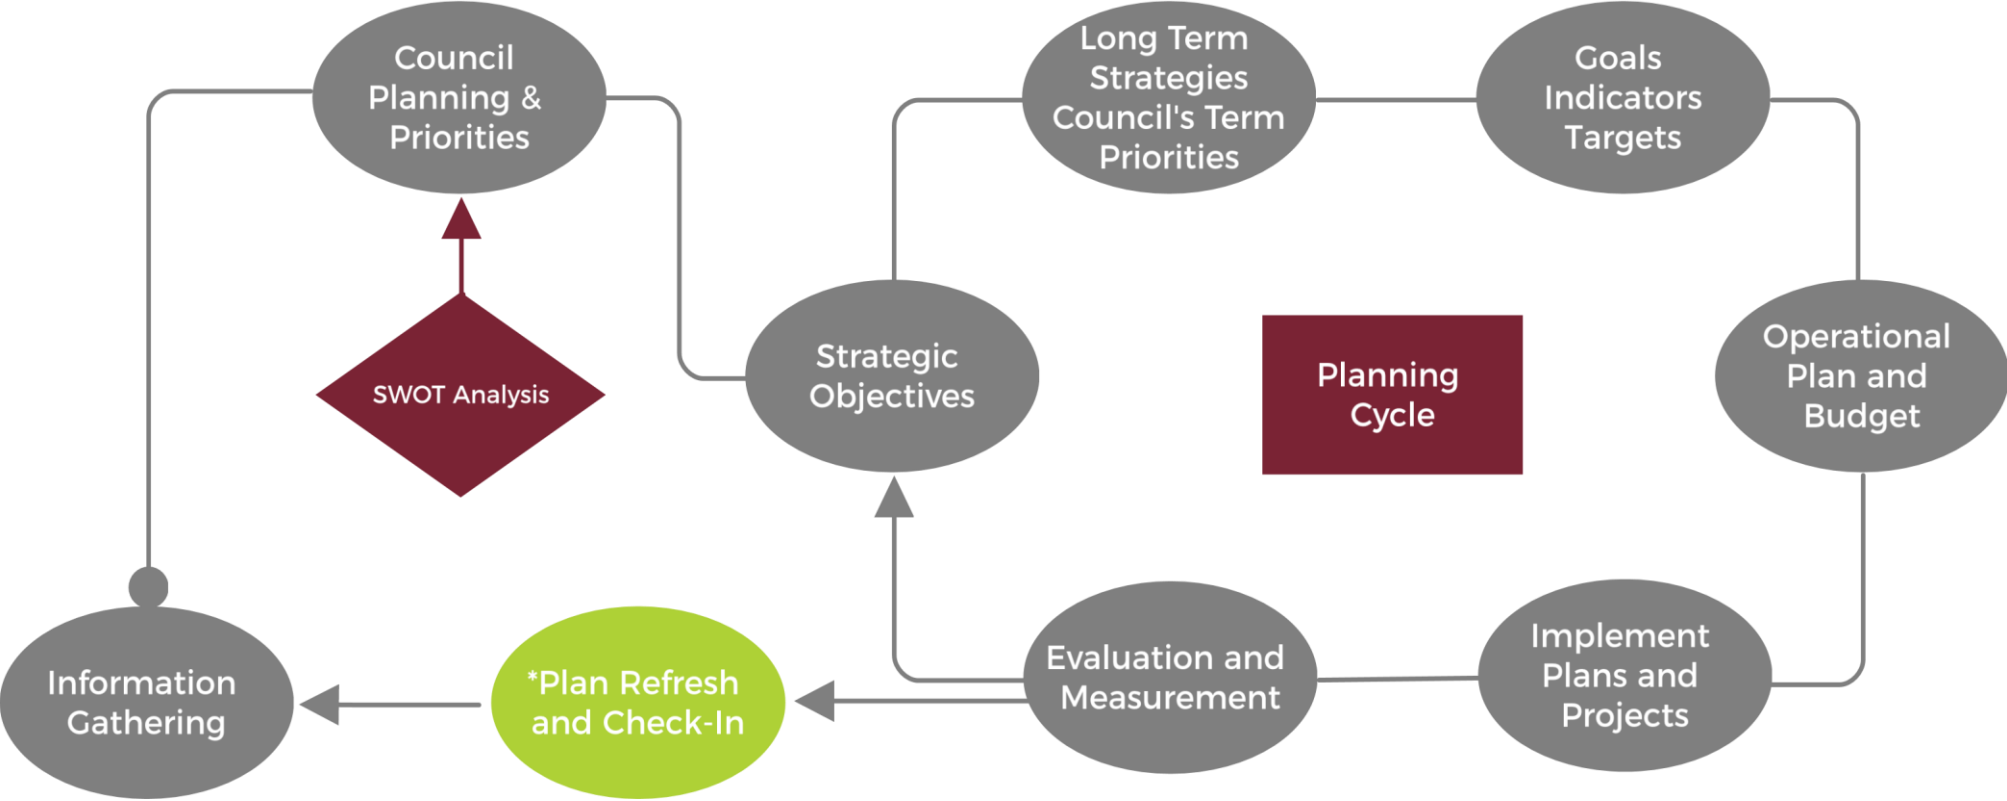 Council
Planning &
Priorities
Long Term
Strategies
Council's Term
Priorities
Goals
Indicators
Targets
SWOT Analysis
Strategic
Objectives
Planning
Cycle
Operational
Plan and
Budget
Information
Gathering
*Plan Refresh
and Check-In
Evaluation and
Measurement
Implement
Plans and
Projects